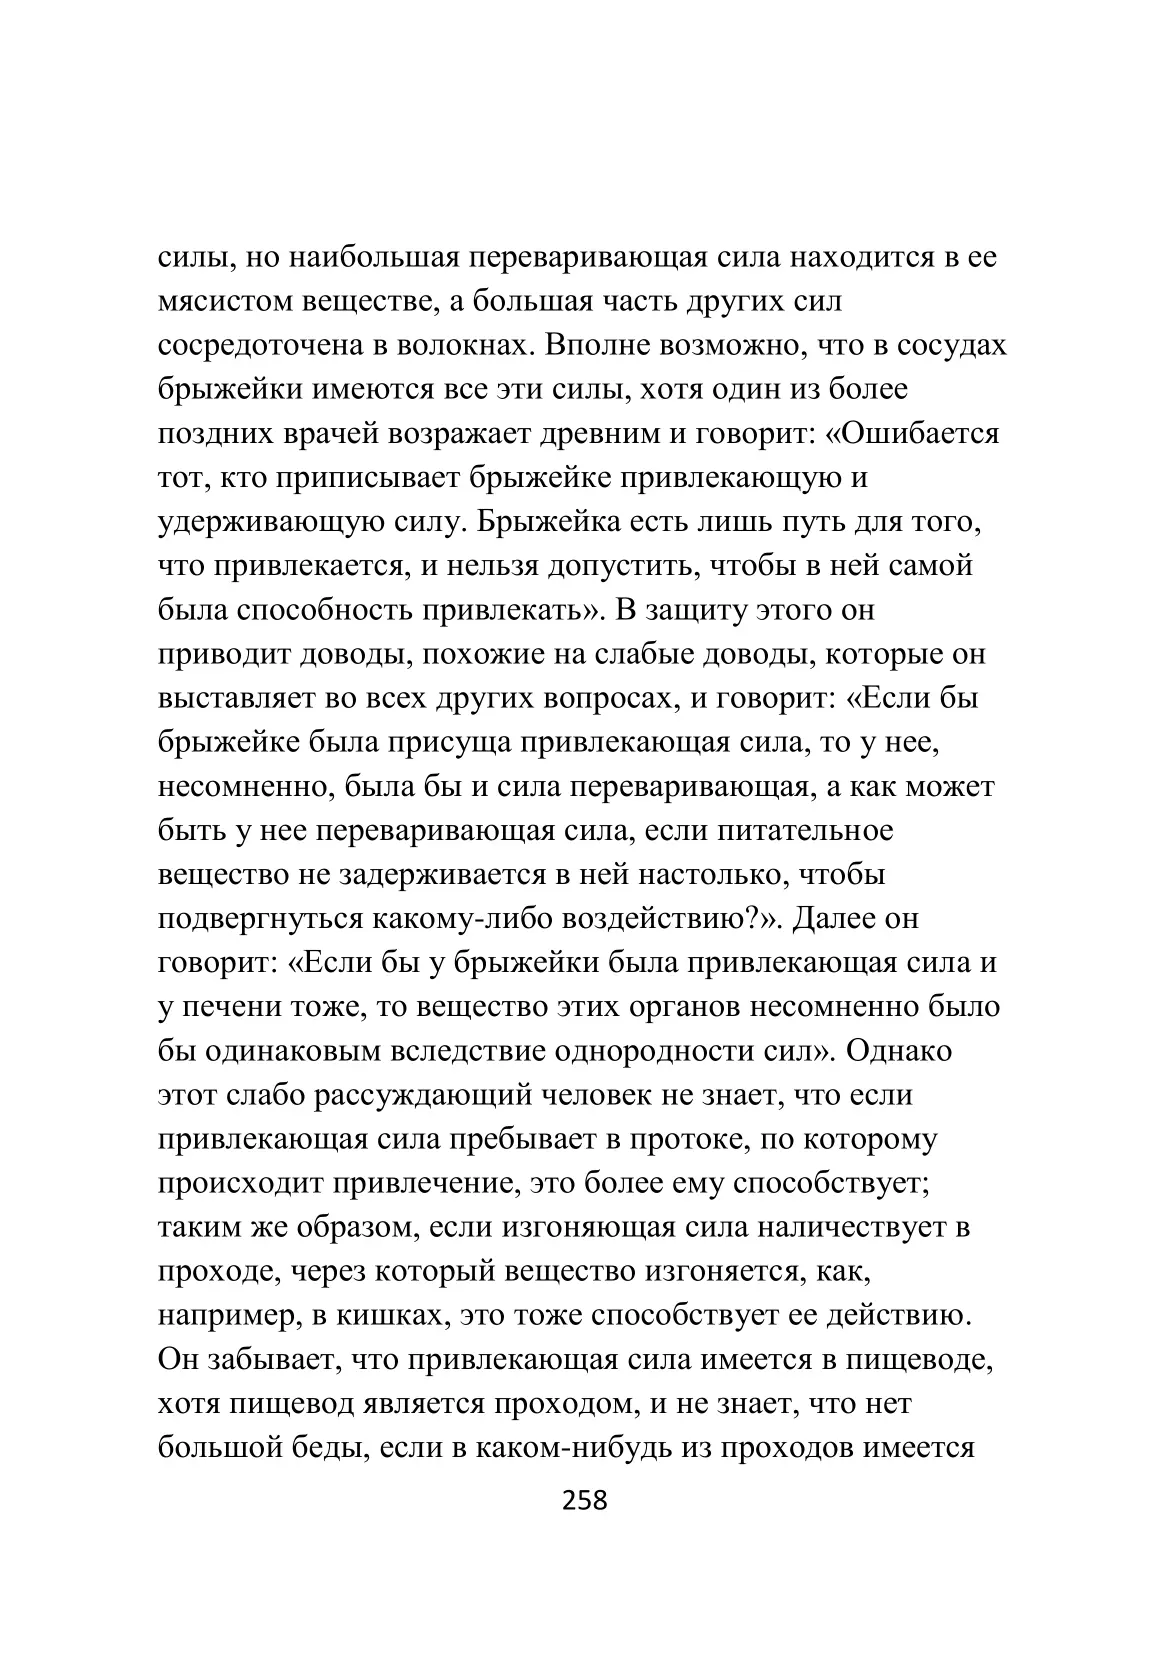 силы, но наибольшая переваривающая сила находится в ее
мясистом веществе, а большая часть других сил
сосредоточена в волокнах. Вполне возможно, что в сосудах
брыжейки имеются все эти силы, хотя один из более
поздних врачей возражает древним и говорит: «Ошибается
тот, кто приписывает брыжейке привлекающую и
удерживающую силу. Брыжейка есть лишь путь для того,
что привлекается, и нельзя допустить, чтобы в ней самой
была способность привлекать». В защиту этого он
приводит доводы, похожие на слабые доводы, которые он
выставляет во всех других вопросах, и говорит: «Если бы
брыжейке была присуща привлекающая сила, то у нее,
несомненно, была бы и сила переваривающая, а как может
быть у нее переваривающая сила, если питательное
вещество не задерживается в ней настолько, чтобы
подвергнуться какому-либо воздействию?». Далее он
говорит: «Если бы у брыжейки была привлекающая сила и
у печени тоже, то вещество этих органов несомненно было
бы одинаковым вследствие однородности сил». Однако
этот слабо рассуждающий человек не знает, что если
привлекающая сила пребывает в протоке, по которому
происходит привлечение, это более ему способствует;
таким же образом, если изгоняющая сила наличествует в
проходе, через который вещество изгоняется, как,
например, в кишках, это тоже способствует ее действию.
Он забывает, что привлекающая сила имеется в пищеводе,
хотя пищевод является проходом, и не знает, что нет
большой беды, если в каком-нибудь из проходов имеется
258